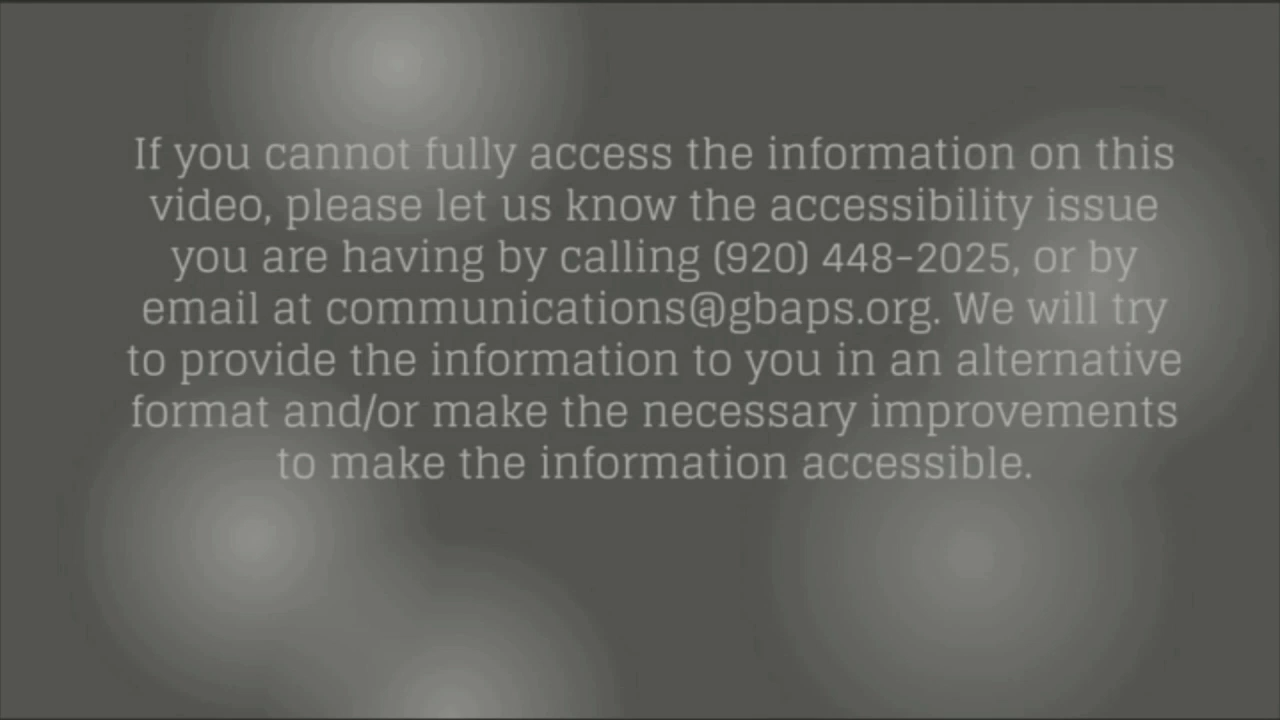 If you cannot fully access the information on this
video, please let us know the accessibility issue
you are having by calling (920) 448-2025, or by
email at communications@gbaps.org. We will try
to provide the information to you in an alternative
format and/or make the necessary improvements
to make the information accessible.